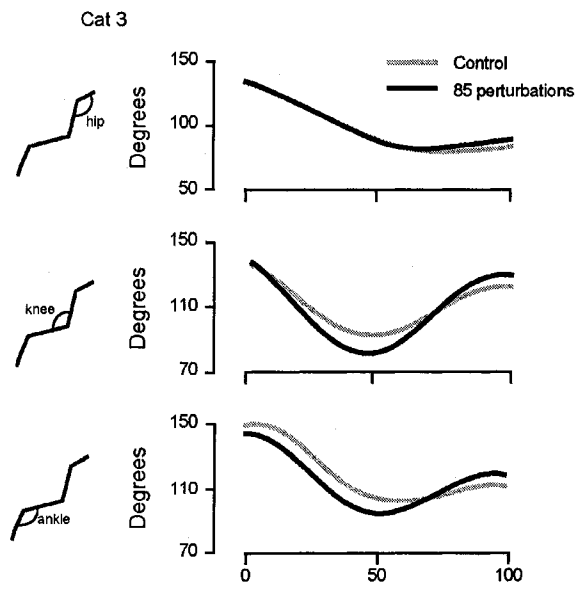 Cat 3
Control
85 perturbations
hip
Degrees
150
100
50
knee
Degrees
150
110
70
ankle
Degrees
150
110
70
0
50
100